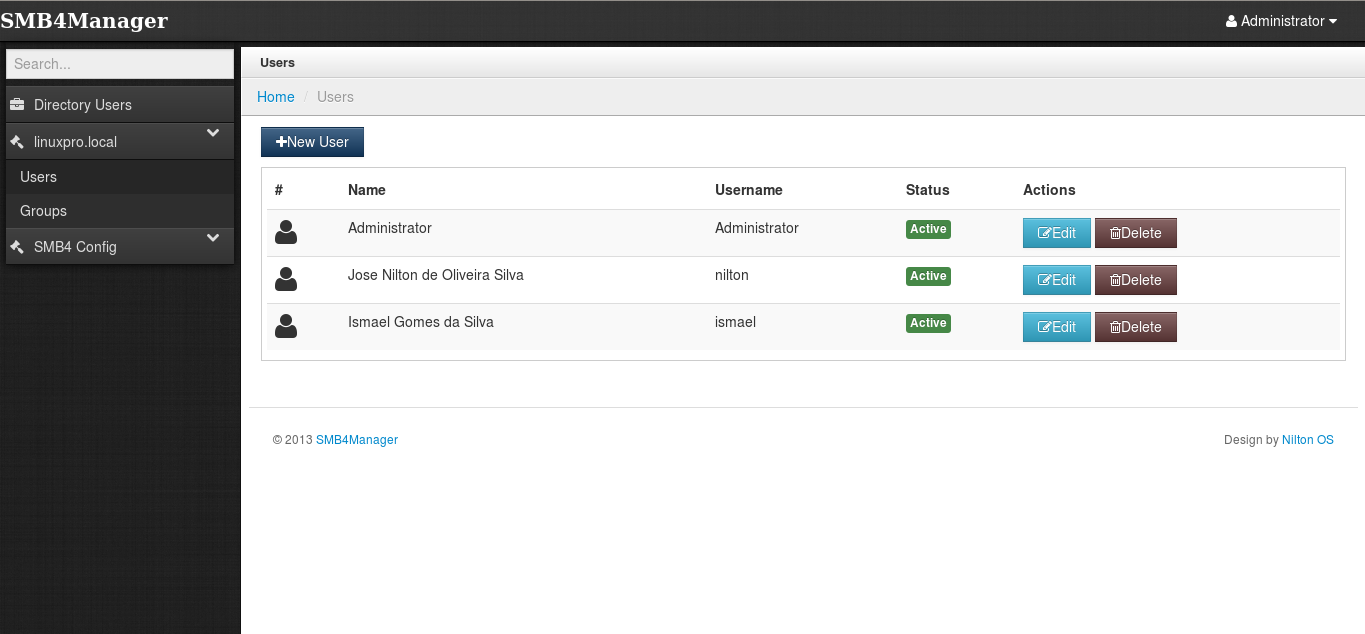 SMB4Manager
Administrator
Search...
Directory Users
linuxpro.local
Users
Groups
SMB4 Config
Users
Home / Users
New User
# Name Username Status Actions
Administrator Administrator Active Edit Delete
Jose Nilton de Oliveira Silva nilton Active Edit Delete
Ismael Gomes da Silva ismael Active Edit Delete
© 2013 SMB4Manager
Design by Nilton OS